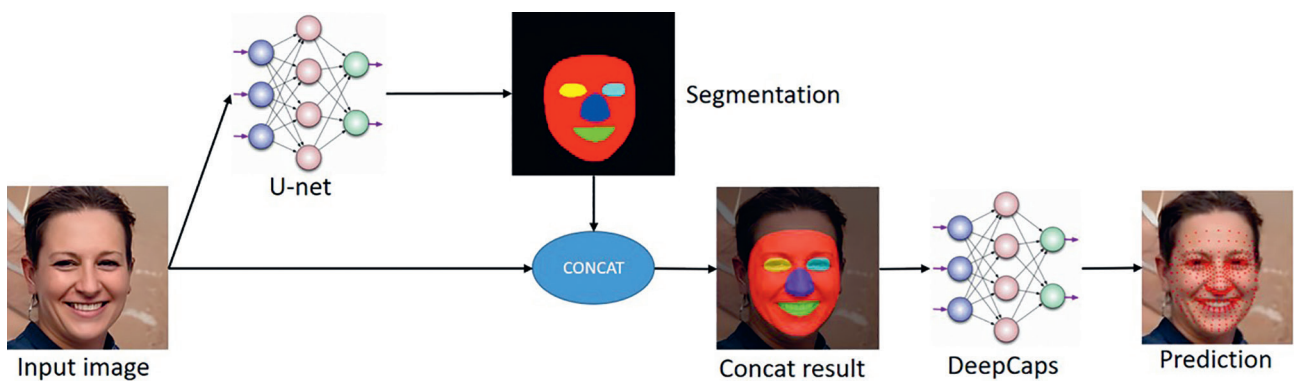 U-net
Segmentation
Input image
CONCAT
Concat result
DeepCaps
Prediction